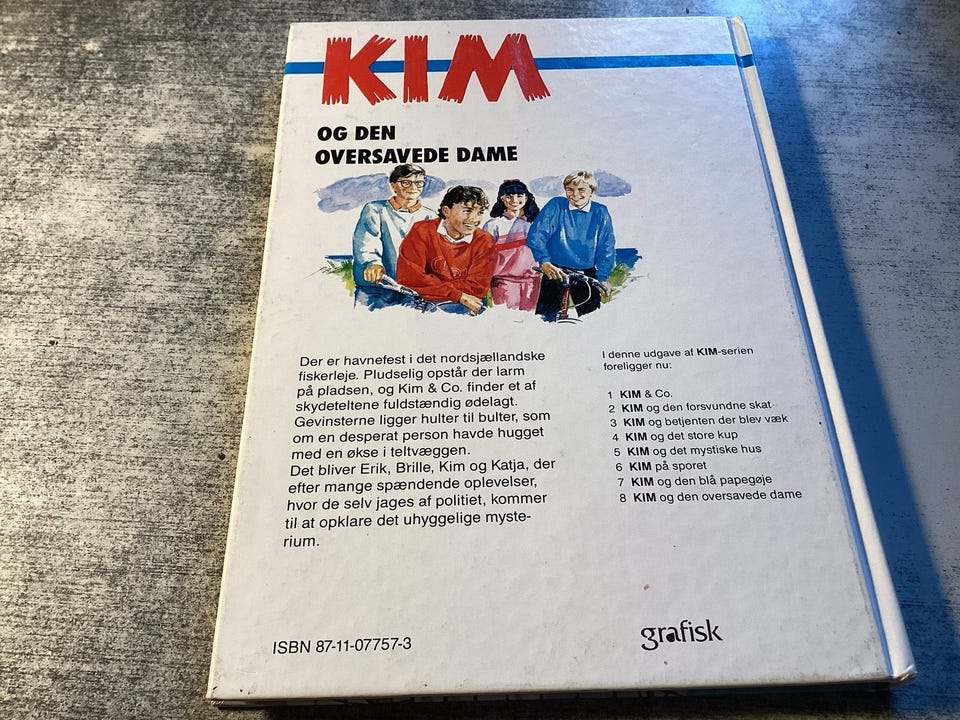 KIM
OG DEN
OVERSAVEDE DAME
Der er havnefest i det nordsjællandske
fiskerleje. Pludselig opstår der larm
på pladsen, og Kim & Co. finder et af
skydeteltene fuldstændig ødelagt.
Gevinsterne ligger hulter til bulter, som
om en desperat person havde hugget
med en økse i teltvæggen.
Det bliver Erik, Brille, Kim og Katja, der
efter mange spændende oplevelser,
hvor de selv jages af politiet, kommer
til at opklare det uhyggelige myste-
rium.
I denne udgave af KIM-serien
foreligger nu:
1 KIM & Co.
2 KIM og den forsvundne skat
3 KIM og betjenten der blev væk
4 KIM og det store kup
5 KIM og det mystiske hus
6 KIM på sporet
7 KIM og den blå papegøje
8 KIM og den oversavede dame
ISBN 87-11-07757-3
grafisk